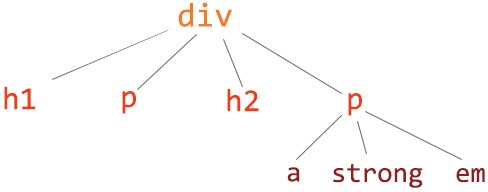 div
h1 p h2 p
a strong em